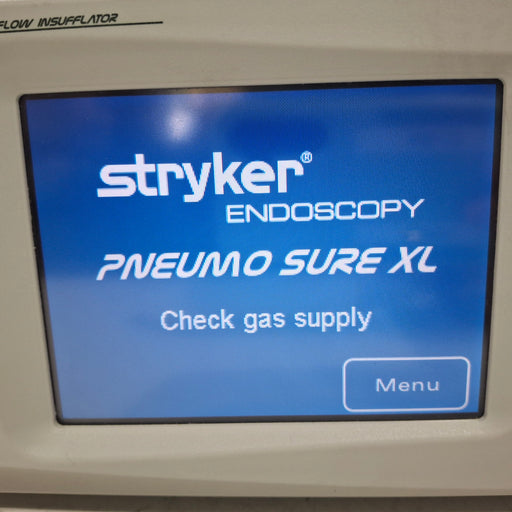 FLOW INSUFFLATOR
stryker®
ENDOSCOPY
PNEUMO SURE XL
Check gas supply
Menu